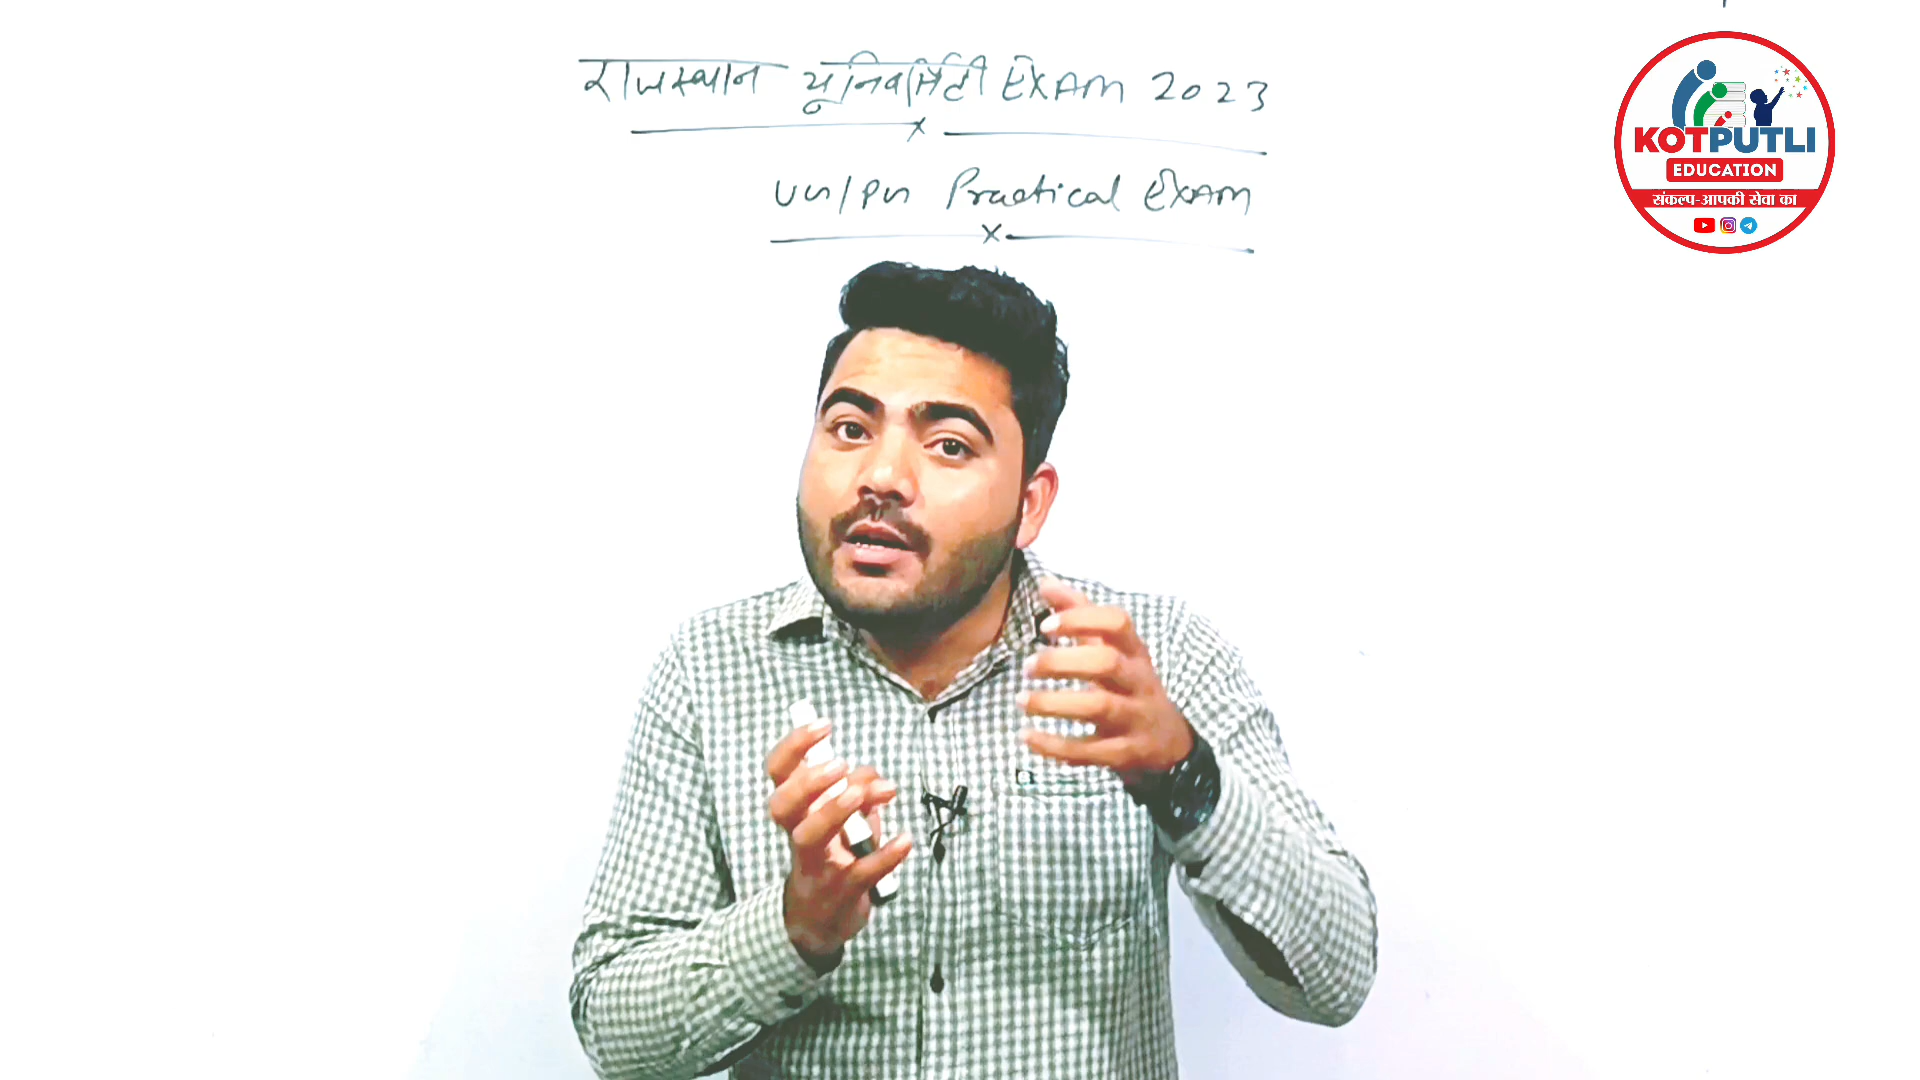 राजस्थान यूनिवर्सिटी EXAM 2023
UG/PG Practical EXAM
KOTPUTLI
EDUCATION
संकल्प-आपकी सेवा का